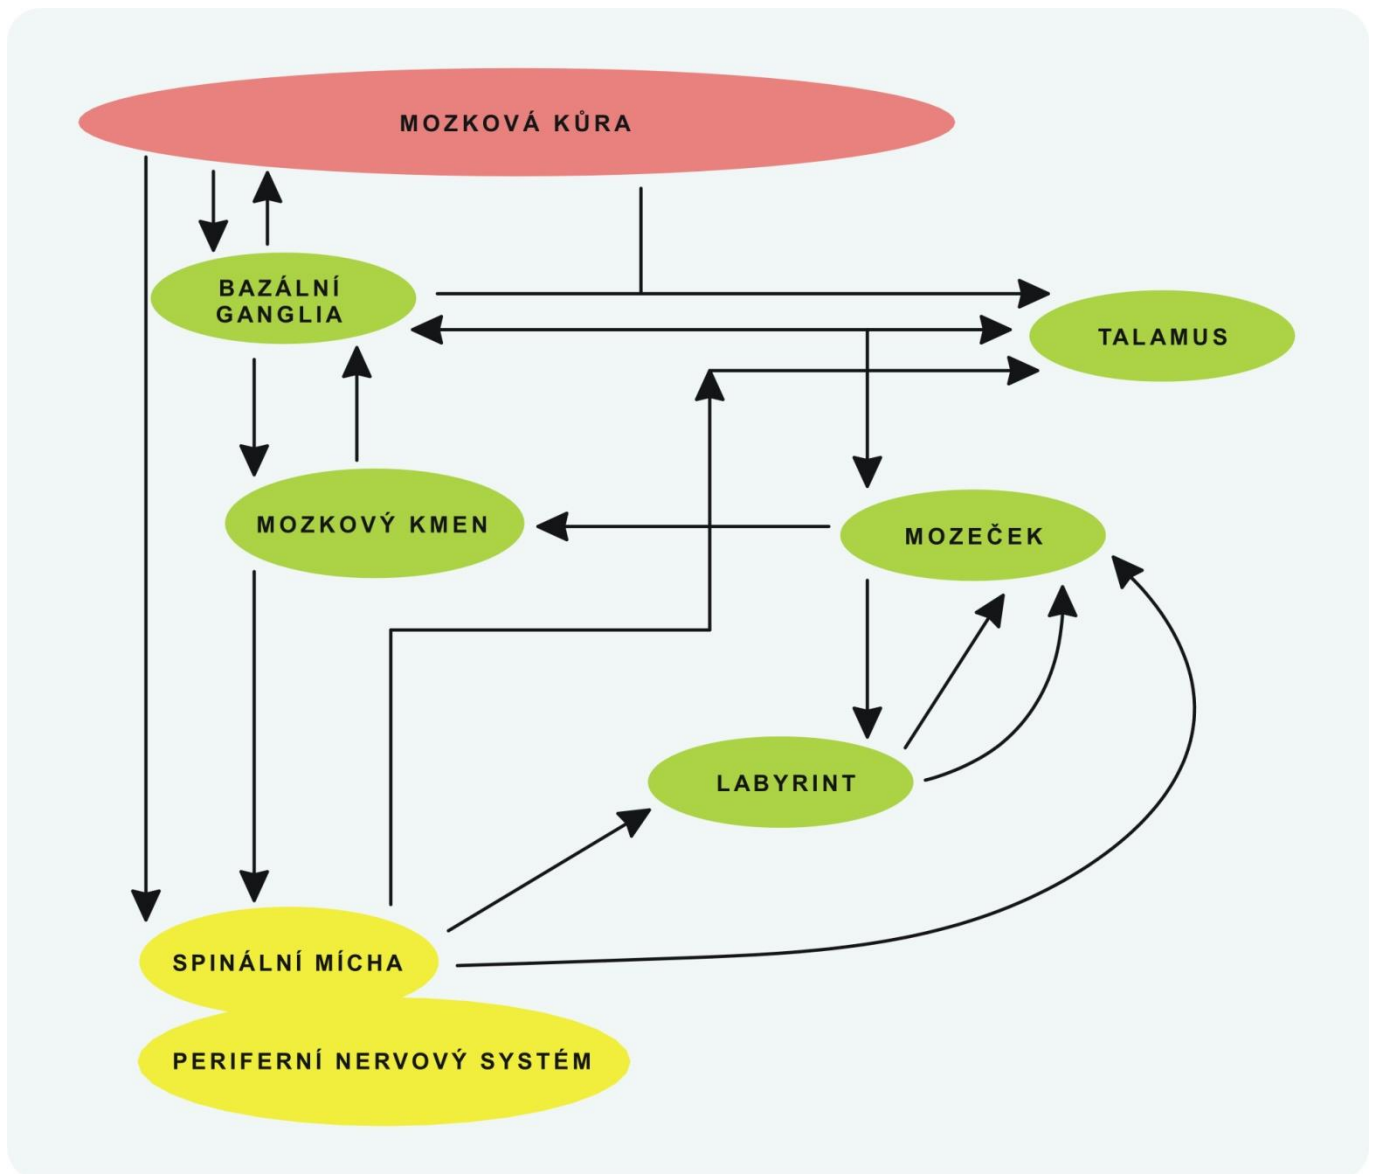 MOZKOVÁ KŮRA
BAZÁLNÍ
GANGLIA
TALAMUS
MOZKOVÝ KMEN
MOZEČEK
LABYRINT
SPINÁLNÍ MÍCHA
PERIFERNÍ NERVOVÝ SYSTÉM